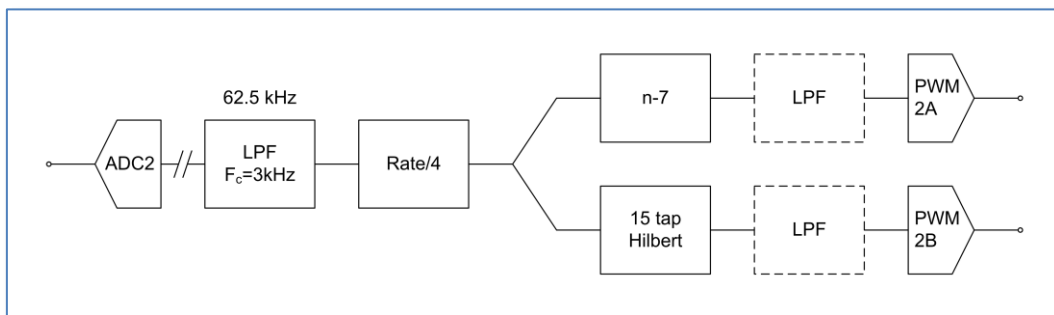 62.5 kHz
ADC2
LPF
Fc=3kHz
Rate/4
n-7
LPF
PWM
2A
15 tap
Hilbert
LPF
PWM
2B